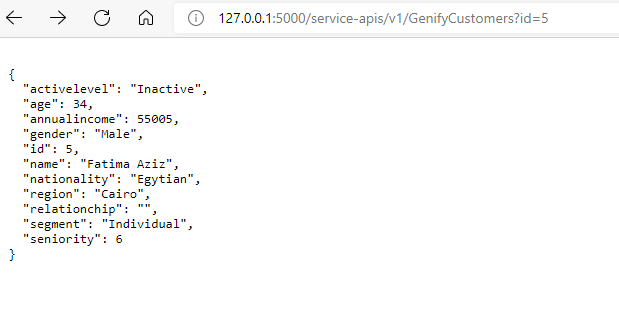 127.0.0.1:5000/service-apis/v1/GenifyCustomers?id=5
{
  "activelevel": "Inactive",
  "age": 34,
  "annualincome": 55005,
  "gender": "Male",
  "id": 5,
  "name": "Fatima Aziz",
  "nationality": "Egytian",
  "region": "Cairo",
  "relationchip": "",
  "segment": "Individual",
  "seniority": 6
}